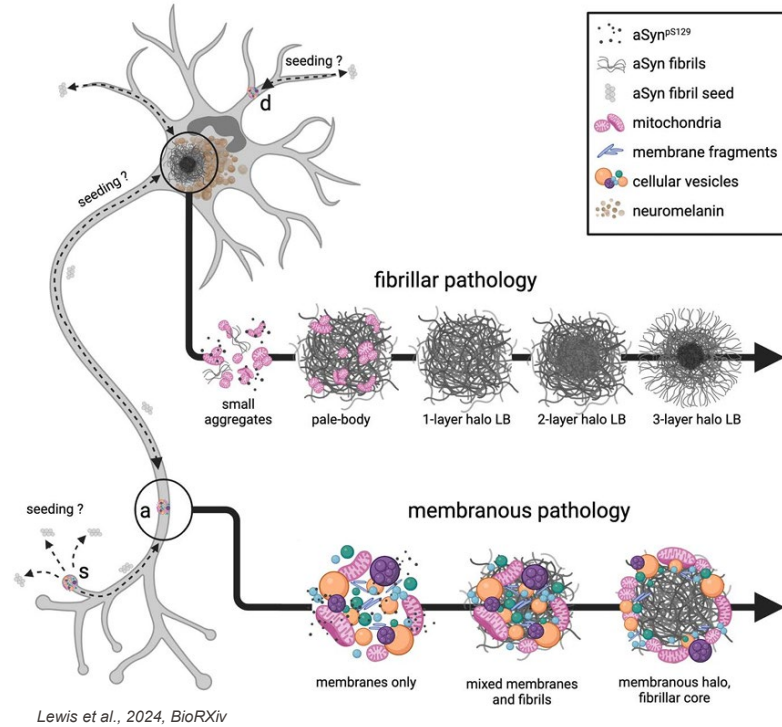 aSyn^pS129
aSyn fibrils
aSyn fibril seed
mitochondria
membrane fragments
cellular vesicles
neuromelanin
seeding ?
d
seeding ?
fibrillar pathology
small
aggregates
pale-body
1-layer halo LB
2-layer halo LB
3-layer halo LB
a
seeding ?
s
membranous pathology
membranes only
mixed membranes
and fibrils
membranous halo,
fibrillar core
Lewis et al., 2024, BioRXiv